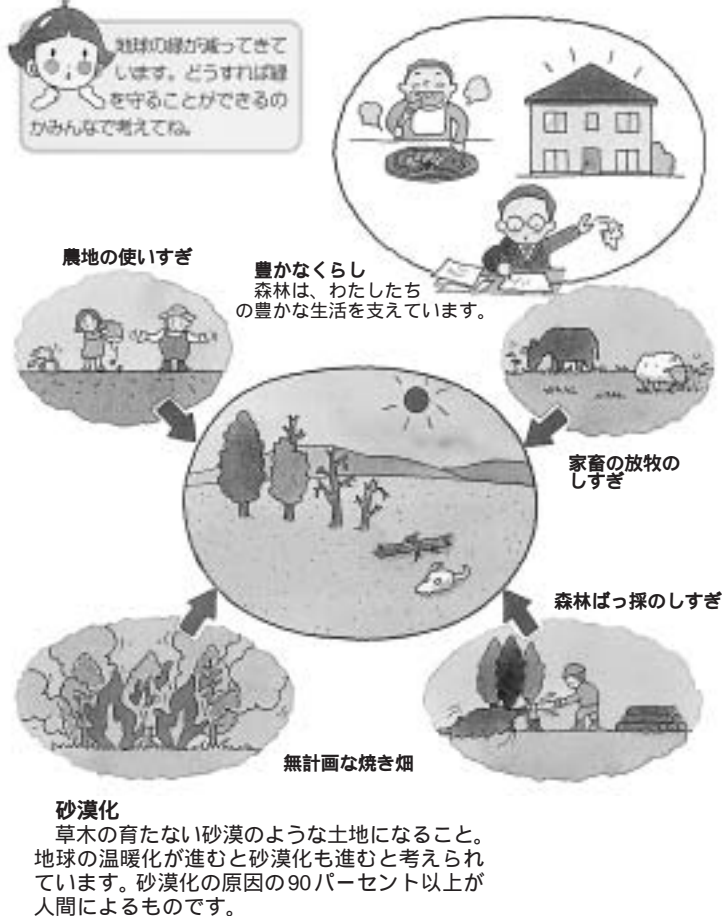 地球の緑が減ってきて
います。どうすれば緑
を守ることができるの
かみんなで考えてね。
農地の使いすぎ
豊かなくらし
森林は、わたしたち
の豊かな生活を支えています。
家畜の放牧の
しすぎ
森林ばっ採のしすぎ
無計画な焼き畑
砂漠化
草木の育たない砂漠のような土地になること。
地球の温暖化が進むと砂漠化も進むと考えられ
ています。砂漠化の原因の90パーセント以上が
人間によるものです。